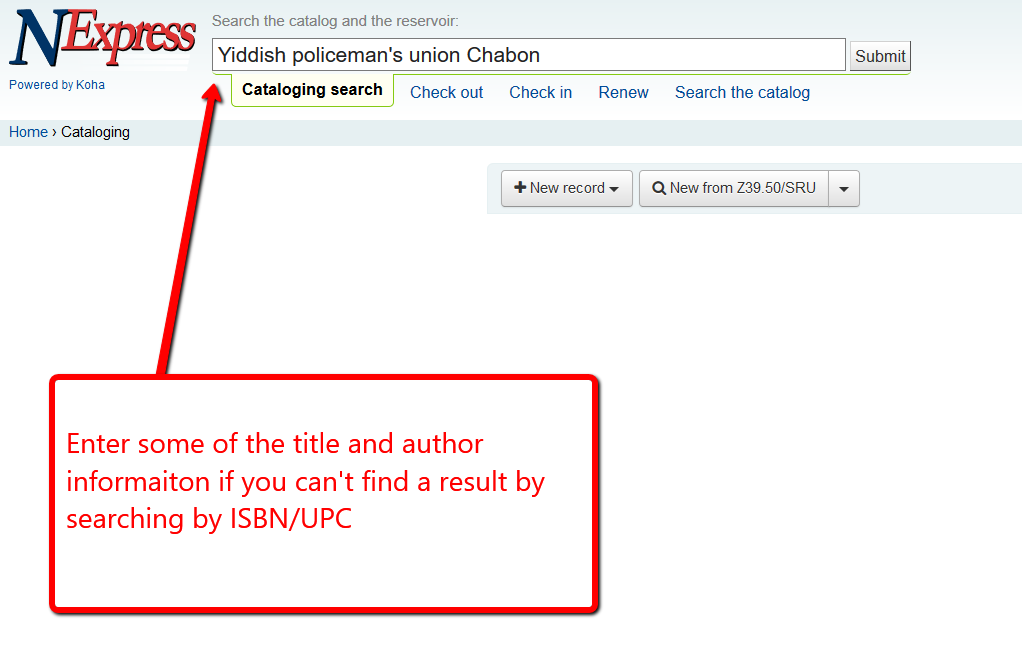 NExpress
Search the catalog and the reservoir:
Yiddish policeman's union Chabon
Submit
Powered by Koha
Cataloging search
Check out
Check in
Renew
Search the catalog
Home › Cataloging
New record
New from Z39.50/SRU
Enter some of the title and author
informaiton if you can't find a result by
searching by ISBN/UPC